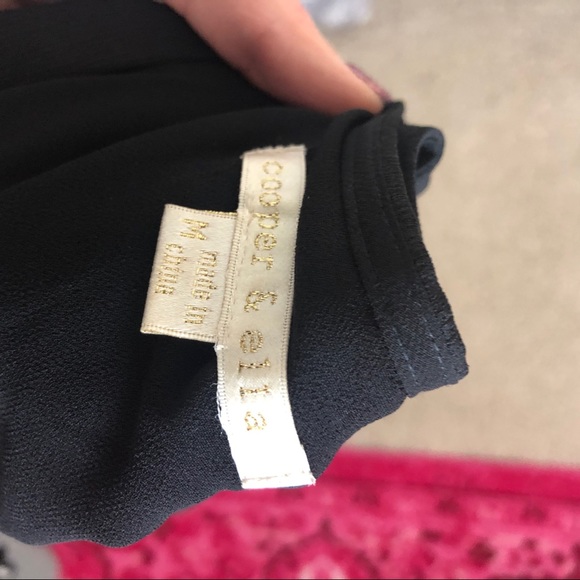 cooper & ella
M
made in
china